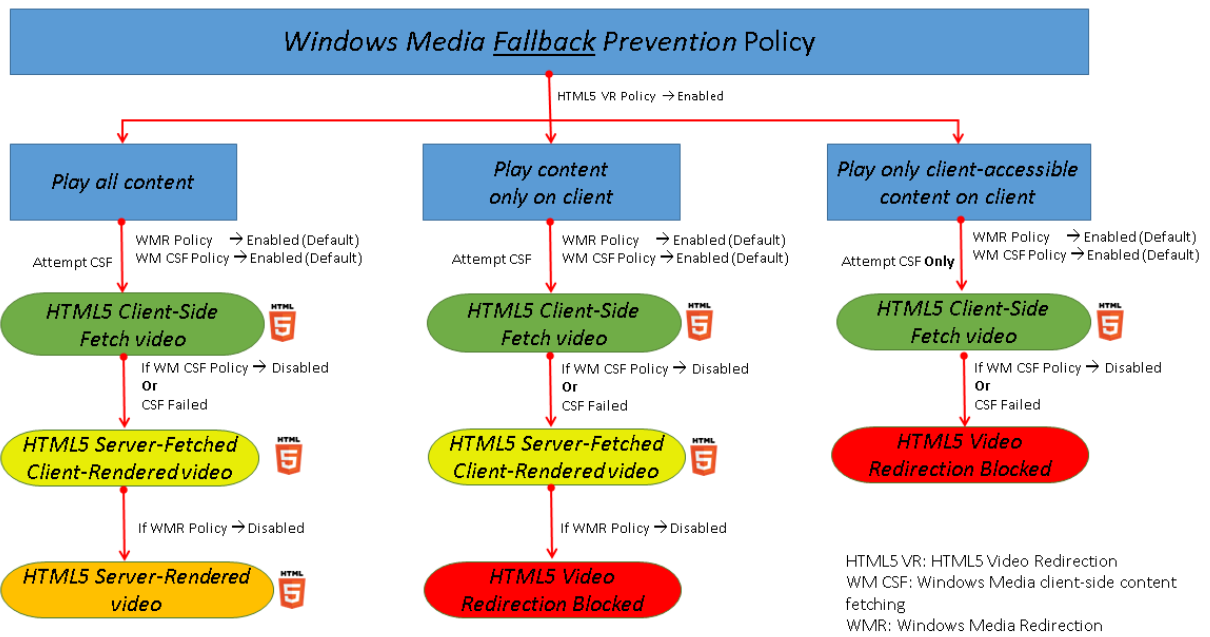 Windows Media Fallback Prevention Policy
HTML5 VR Policy → Enabled
Play all content
WMR Policy → Enabled (Default)
WM CSF Policy → Enabled (Default)
Attempt CSF
HTML5 Client-Side
Fetch video
HTML
5
If WM CSF Policy → Disabled
Or
CSF Failed
HTML5 Server-Fetched
Client-Rendered video
HTML
5
If WMR Policy → Disabled
HTML5 Server-Rendered
video
HTML
5
Play content
only on client
WMR Policy → Enabled (Default)
WM CSF Policy → Enabled (Default)
Attempt CSF
HTML5 Client-Side
Fetch video
HTML
5
If WM CSF Policy → Disabled
Or
CSF Failed
HTML5 Server-Fetched
Client-Rendered video
HTML
5
If WMR Policy → Disabled
HTML5 Video
Redirection Blocked
Play only client-accessible
content on client
WMR Policy → Enabled (Default)
WM CSF Policy → Enabled (Default)
Attempt CSF Only
HTML5 Client-Side
Fetch video
HTML
5
If WM CSF Policy → Disabled
Or
CSF Failed
HTML5 Video
Redirection Blocked
HTML5 VR: HTML5 Video Redirection
WM CSF: Windows Media client-side content
fetching
WMR: Windows Media Redirection